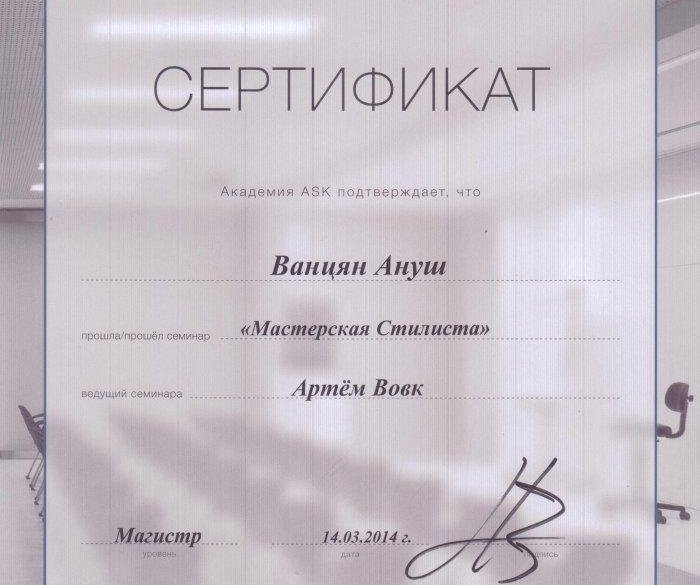 СЕРТИФИКАТ
Академия ASK подтверждает, что
Ванцян Ануш
прошла/прошёл семинар «Мастерская Стилиста»
ведущий семинара Артём Вовк
Магистр 14.03.2014 г.
уровень дата подпись